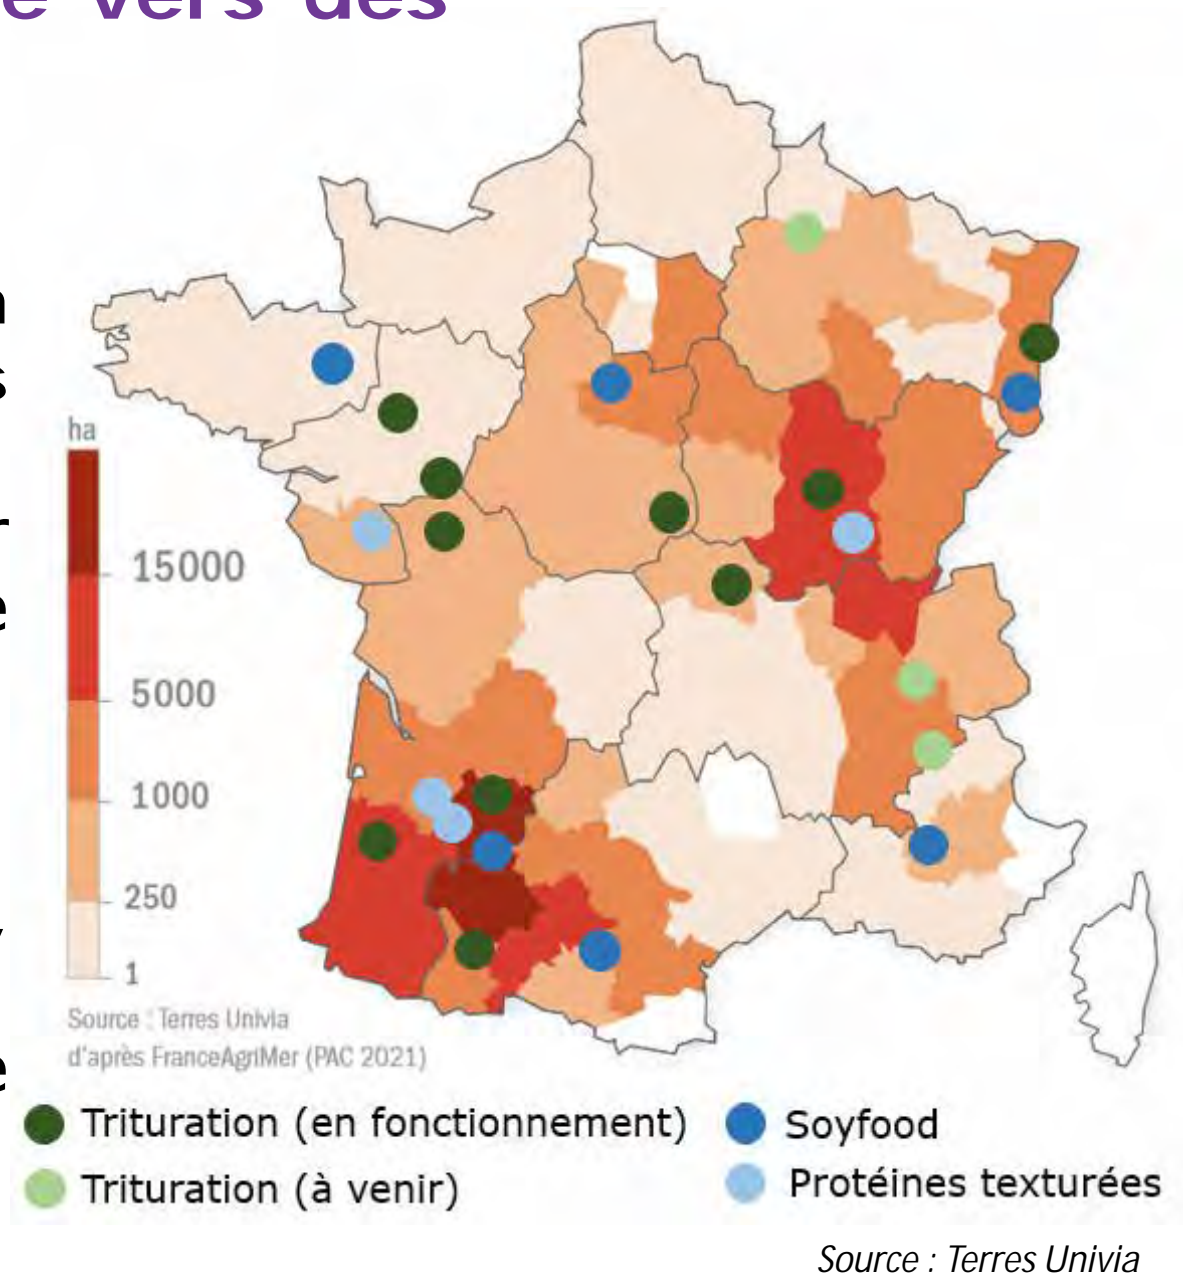 e vers des
n
s
r
e
,
e
ha
15000
5000
1000
250
1
Source : Terres Univia
d'après FranceAgriMer (PAC 2021)
Trituration (en fonctionnement)
Soyfood
Trituration (à venir)
Protéines texturées
Source : Terres Univia